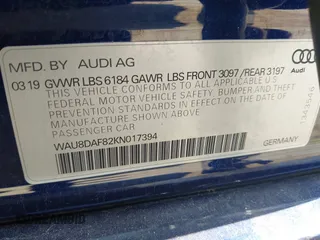 MFD. BY AUDI AG
03 19 GVWR LBS 6184 GAWR LBS FRONT 3097 / REAR 3197
THIS VEHICLE CONFORMS TO ALL APPLICABLE
FEDERAL MOTOR VEHICLE SAFETY, BUMPER, AND THEFT
PREVENTION STANDARDS IN EFFECT ON THE DATE OF
MANUFACTURE SHOWN ABOVE.
WAU8DAF82KN017394
Audi
GERMANY